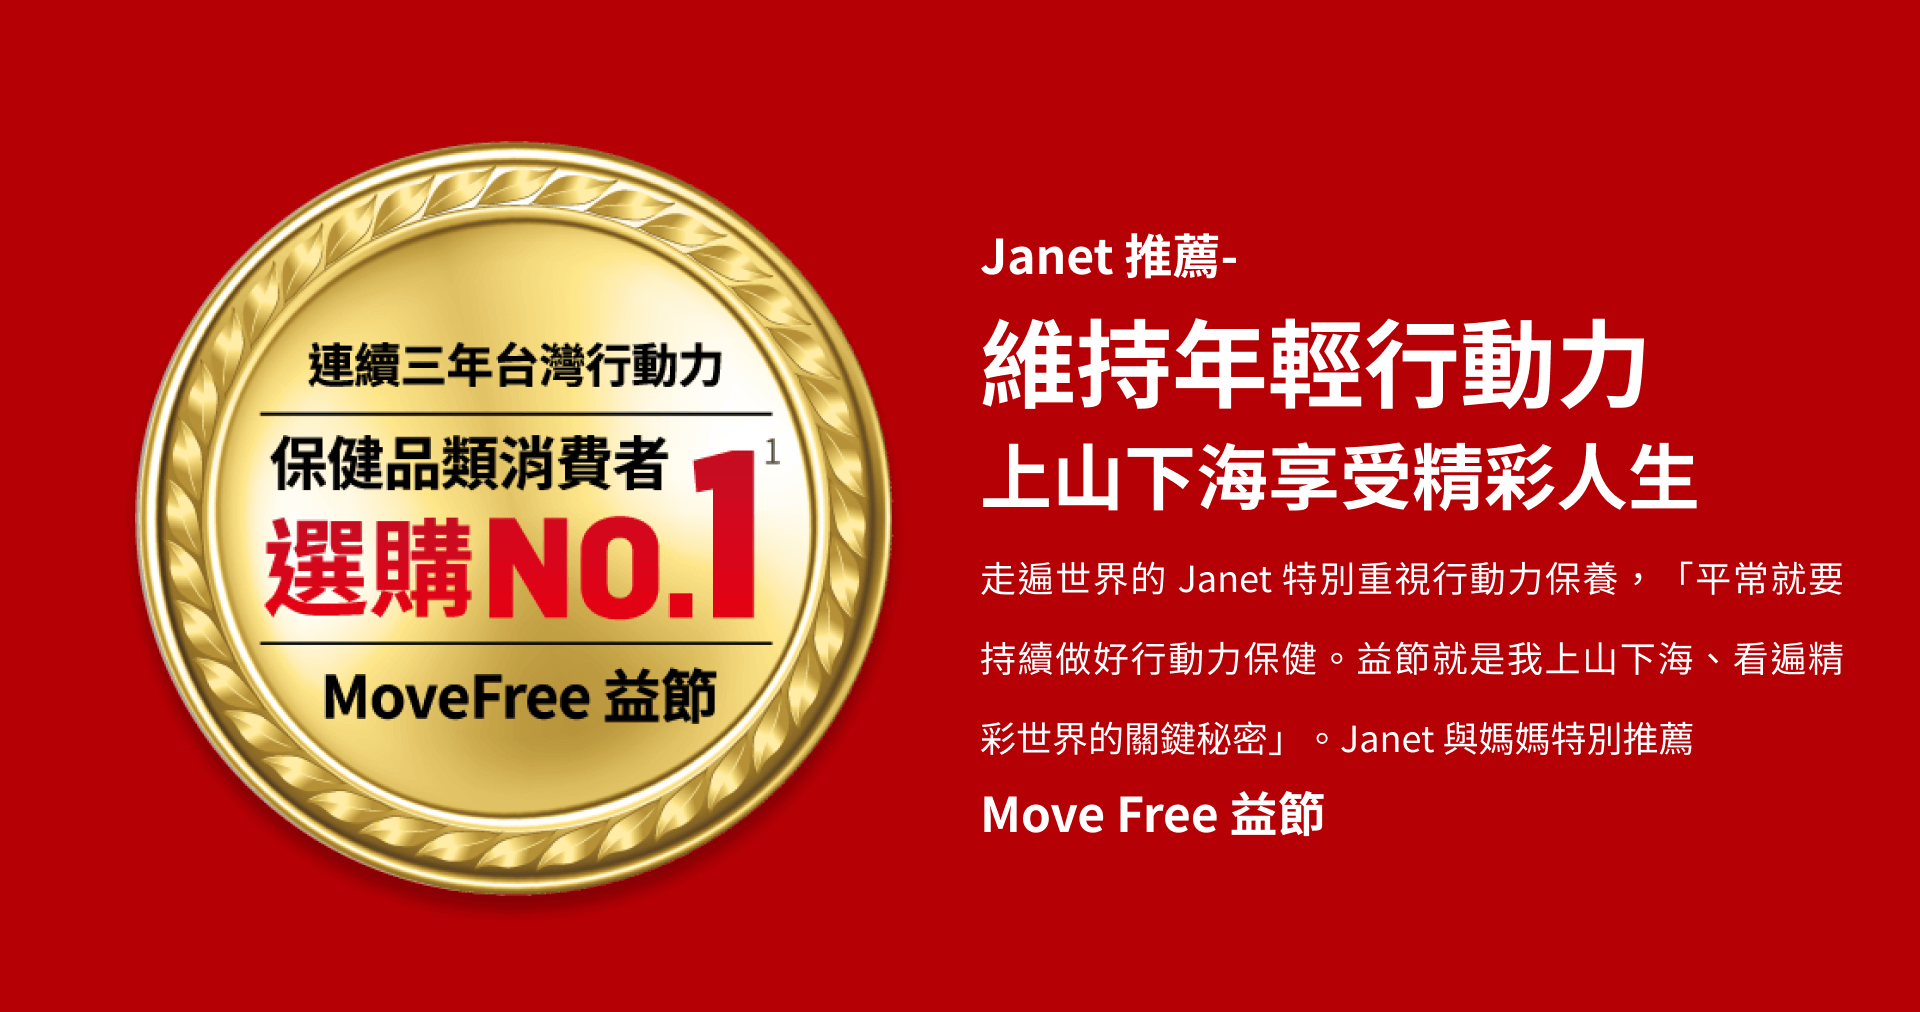 連續三年台灣行動力
保健品類消費者
選購NO.1 1
MoveFree 益節
Janet 推薦-
維持年輕行動力
上山下海享受精彩人生
走遍世界的 Janet 特別重視行動力保養，「平常就要
持續做好行動力保健。益節就是我上山下海、看遍精
彩世界的關鍵秘密」。Janet 與媽媽特別推薦
Move Free 益節